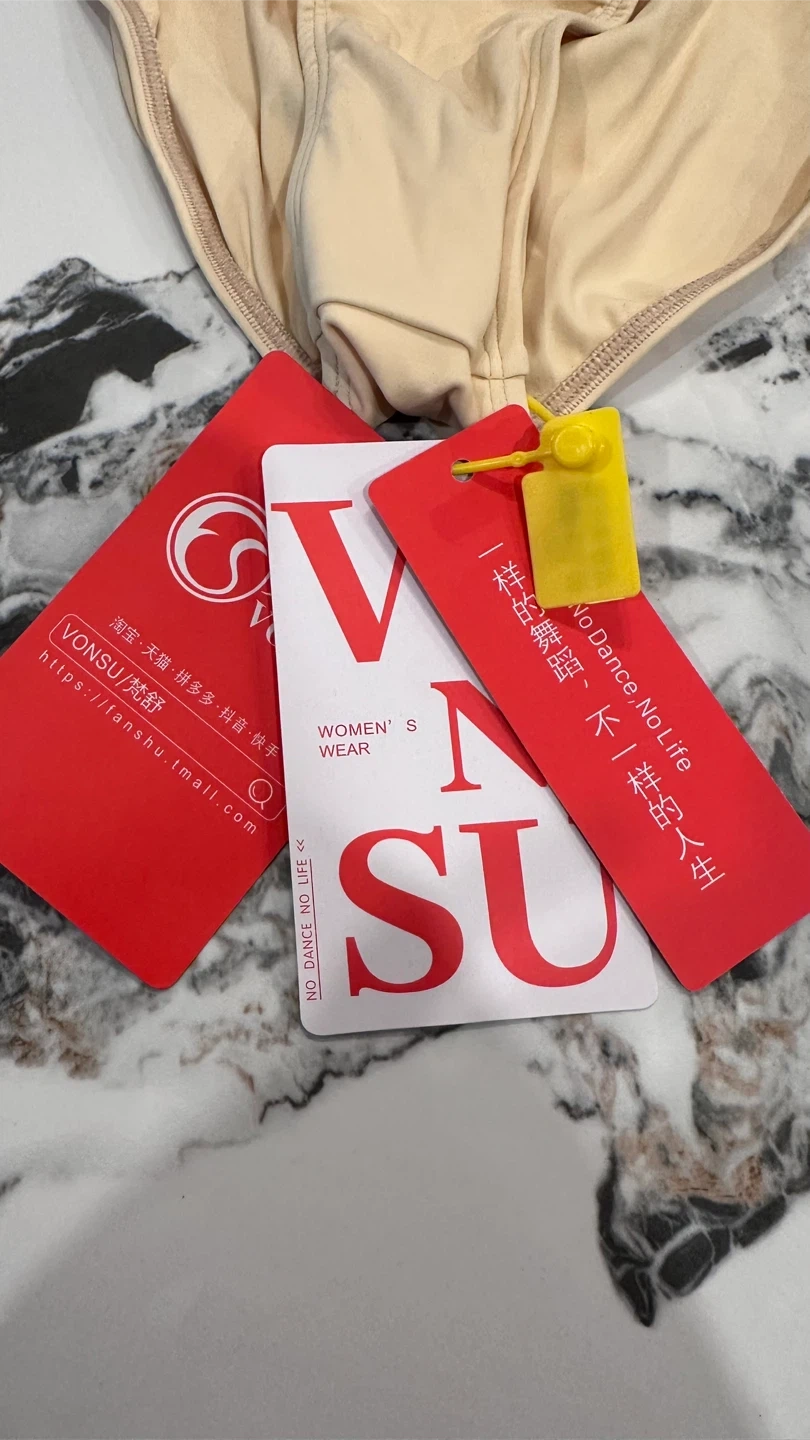 淘宝·天猫·拼多多·抖音·快手
VONSU/梵舒
https://fanshu.tmall.com
V
N
SU
WOMEN'S
WEAR
NO DANCE NO LIFE <<
No Dance,No Life
一样的舞蹈，不一样的人生